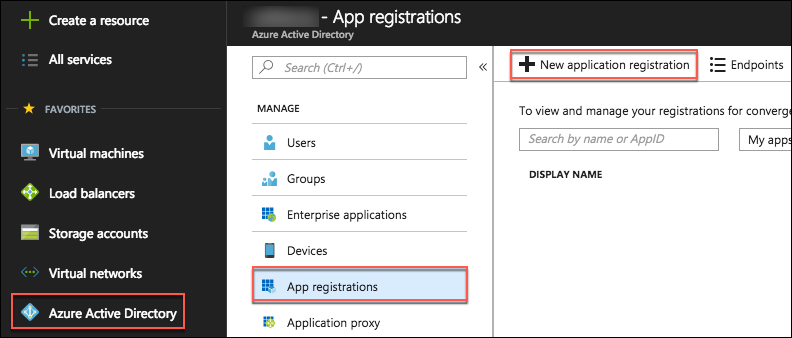 Create a resource
All services
FAVORITES
Virtual machines
Load balancers
Storage accounts
Virtual networks
Azure Active Directory
- App registrations
Azure Active Directory
Search (Ctrl+/)
«
MANAGE
Users
Groups
Enterprise applications
Devices
App registrations
Application proxy
New application registration
Endpoints
To view and manage your registrations for converge
Search by name or AppID
My apps
DISPLAY NAME